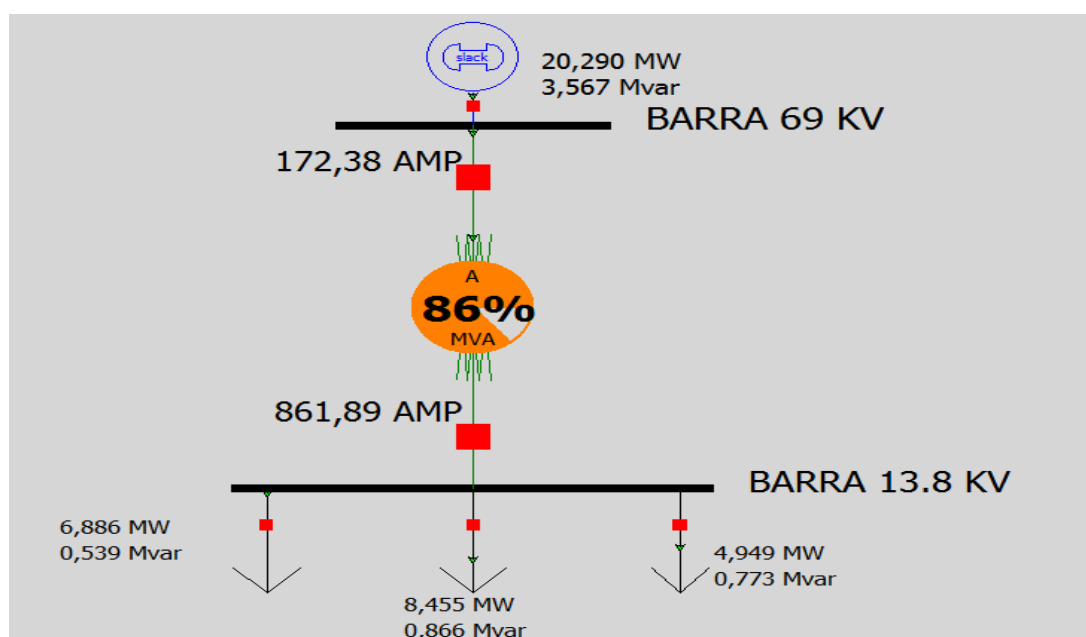 slack
20,290 MW
3,567 Mvar
BARRA 69 KV
172,38 AMP
A
86%
MVA
861,89 AMP
BARRA 13.8 KV
6,886 MW
0,539 Mvar
8,455 MW
0,866 Mvar
4,949 MW
0,773 Mvar